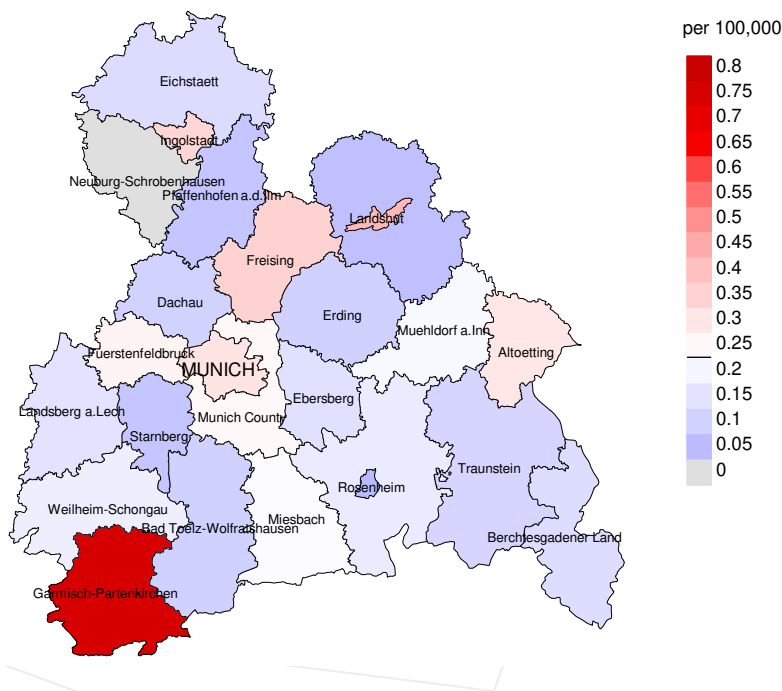 per 100,000
0.8
0.75
0.7
0.65
0.6
0.55
0.5
0.45
0.4
0.35
0.3
0.25
0.2
0.15
0.1
0.05
0
Eichstaett
Ingolstadt
Neuburg-Schrobenhausen
Pfaffenhofen a.d.Ilm
Landshut
Freising
Dachau
Erding
Muehldorf a.Inn
Altoetting
Fuerstenfeldbruck
MUNICH
Ebersberg
Landsberg a.Lech
Munich County
Starnberg
Traunstein
Rosenheim
Weilheim-Schongau
Miesbach
Bad Toelz-Wolfratshausen
Berchtesgadener Land
Garmisch-Partenkirchen